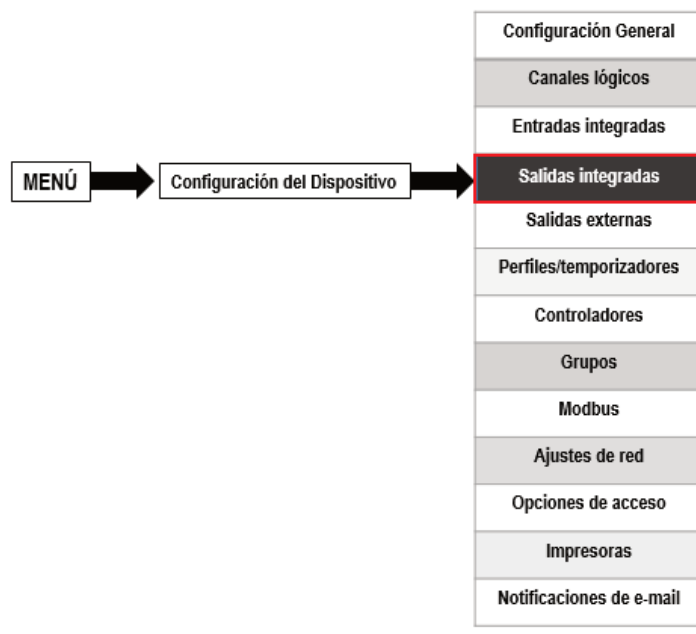 MENÚ
Configuración del Dispositivo
Configuración General
Canales lógicos
Entradas integradas
Salidas integradas
Salidas externas
Perfiles/temporizadores
Controladores
Grupos
Modbus
Ajustes de red
Opciones de acceso
Impresoras
Notificaciones de e-mail